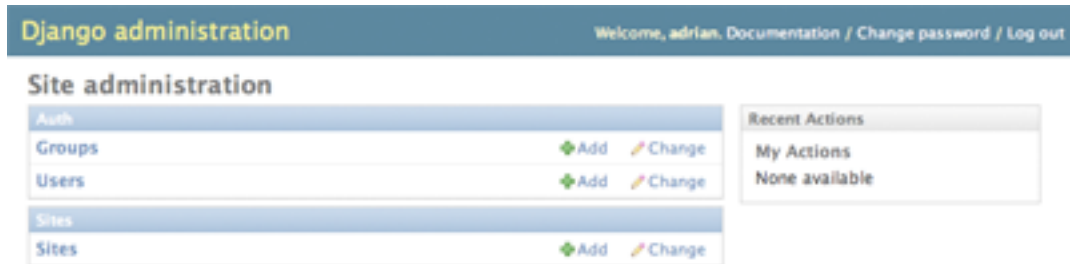 Django administration
Welcome, adrian. Documentation / Change password / Log out
Site administration
Auth
Groups Add Change
Users Add Change
Sites
Sites Add Change
Recent Actions
My Actions
None available